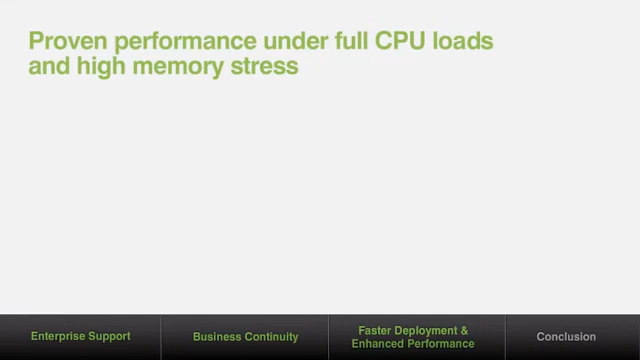 Proven performance under full CPU loads
and high memory stress
Enterprise Support
Business Continuity
Faster Deployment &
Enhanced Performance
Conclusion